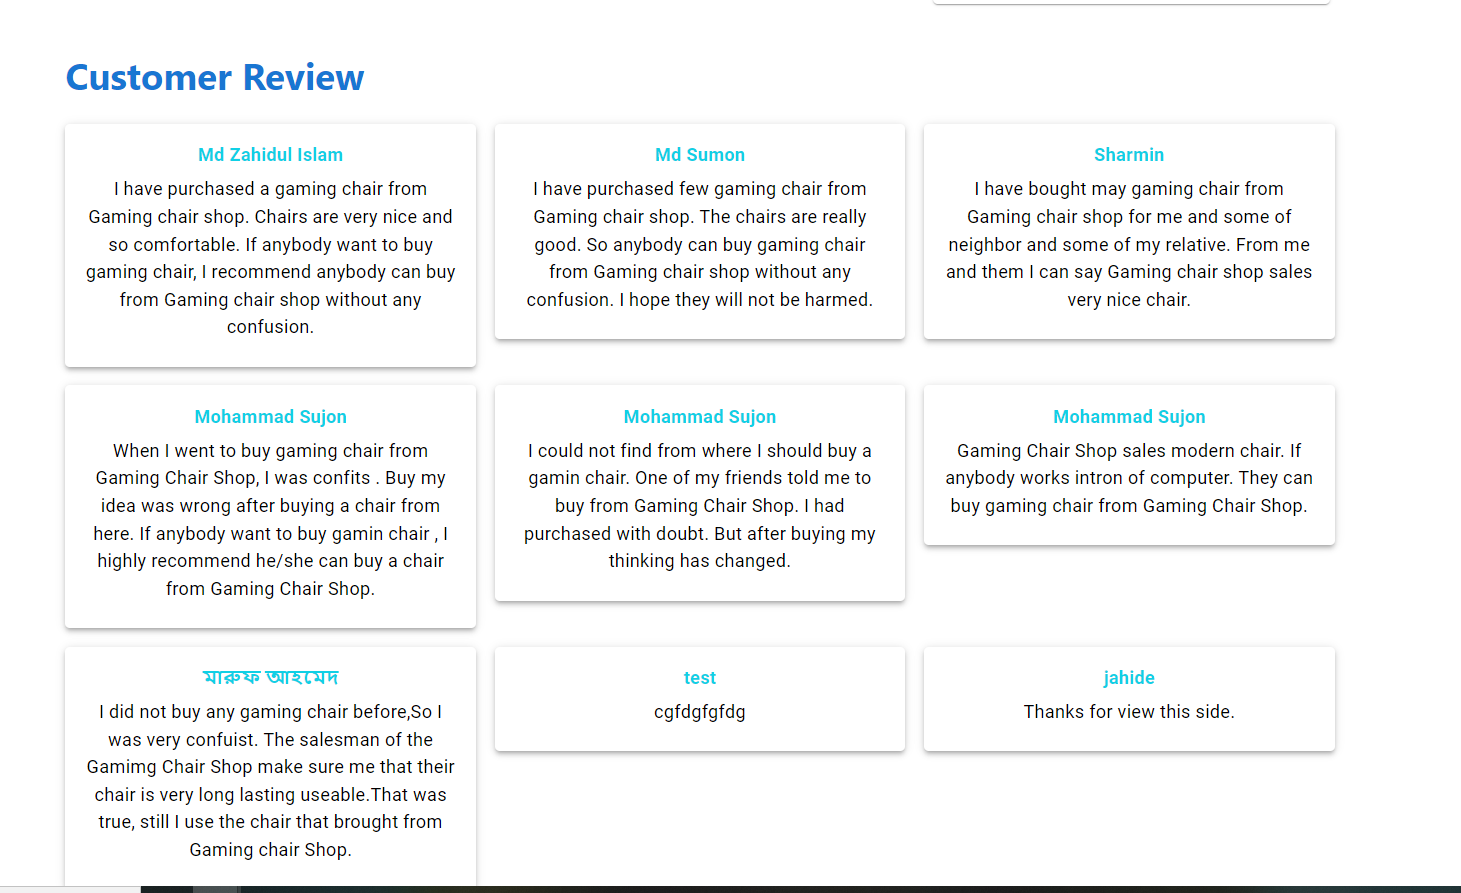 Customer Review
Md Zahidul Islam
I have purchased a gaming chair from
Gaming chair shop. Chairs are very nice and
so comfortable. If anybody want to buy
gaming chair, I recommend anybody can buy
from Gaming chair shop without any
confusion.
Md Sumon
I have purchased few gaming chair from
Gaming chair shop. The chairs are really
good. So anybody can buy gaming chair
from Gaming chair shop without any
confusion. I hope they will not be harmed.
Sharmin
I have bought may gaming chair from
Gaming chair shop for me and some of
neighbor and some of my relative. From me
and them I can say Gaming chair shop sales
very nice chair.
Mohammad Sujon
When I went to buy gaming chair from
Gaming Chair Shop, I was confits . Buy my
idea was wrong after buying a chair from
here. If anybody want to buy gamin chair , I
highly recommend he/she can buy a chair
from Gaming Chair Shop.
Mohammad Sujon
I could not find from where I should buy a
gamin chair. One of my friends told me to
buy from Gaming Chair Shop. I had
purchased with doubt. But after buying my
thinking has changed.
Mohammad Sujon
Gaming Chair Shop sales modern chair. If
anybody works intron of computer. They can
buy gaming chair from Gaming Chair Shop.
মারুফ আহমেদ
I did not buy any gaming chair before,So I
was very confuist. The salesman of the
Gamimg Chair Shop make sure me that their
chair is very long lasting useable.That was
true, still I use the chair that brought from
Gaming chair Shop.
test
cgfdgfgfdg
jahide
Thanks for view this side.